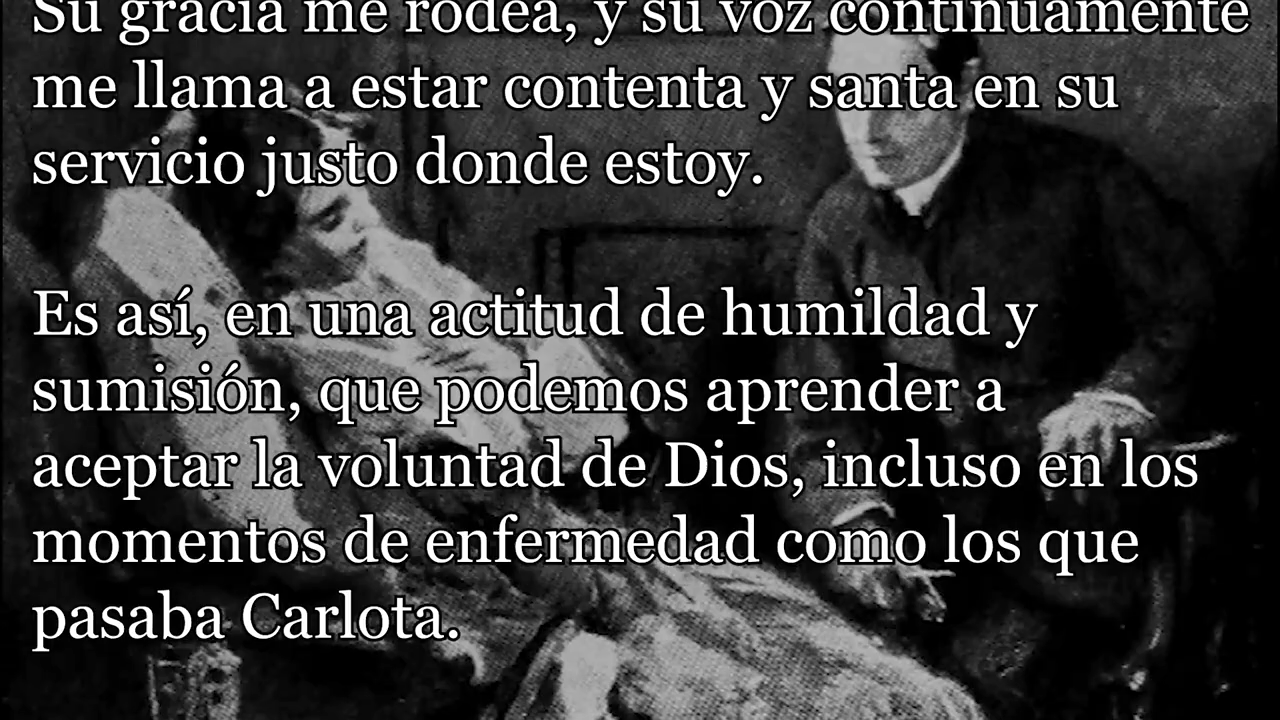 Su gracia me rodea, y su voz continuamente
me llama a estar contenta y santa en su
servicio justo donde estoy.
Es así, en una actitud de humildad y
sumisión, que podemos aprender a
aceptar la voluntad de Dios, incluso en los
momentos de enfermedad como los que
pasaba Carlota.